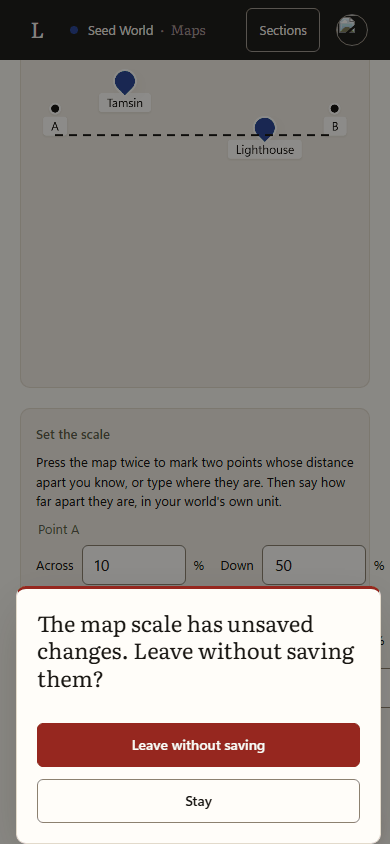 L Seed World · Maps Sections
Tamsin
A B
Lighthouse
Set the scale
Press the map twice to mark two points whose distance
apart you know, or type where they are. Then say how
far apart they are, in your world's own unit.
Point A
Across 10 % Down 50 %
%
The map scale has unsaved
changes. Leave without saving
them?
Leave without saving
Stay